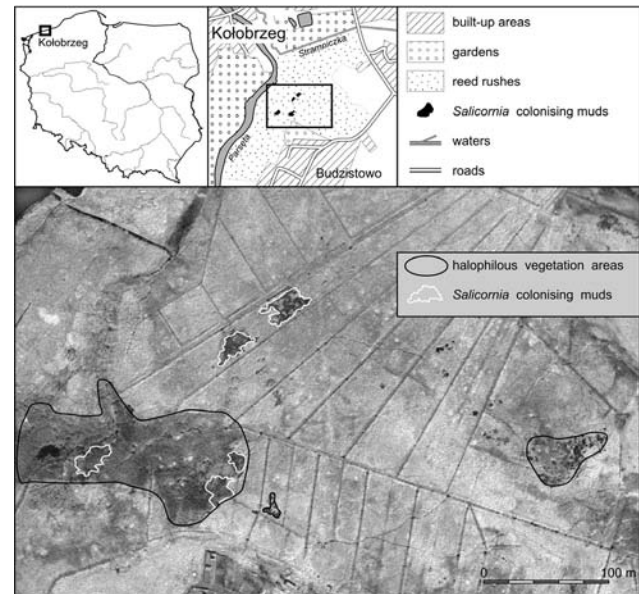 Kołobrzeg
Kołobrzeg
Stramniczka
Parsęta
Budzistowo
built-up areas
gardens
reed rushes
Salicornia colonising muds
waters
roads
halophilous vegetation areas
Salicornia colonising muds
0 100 m